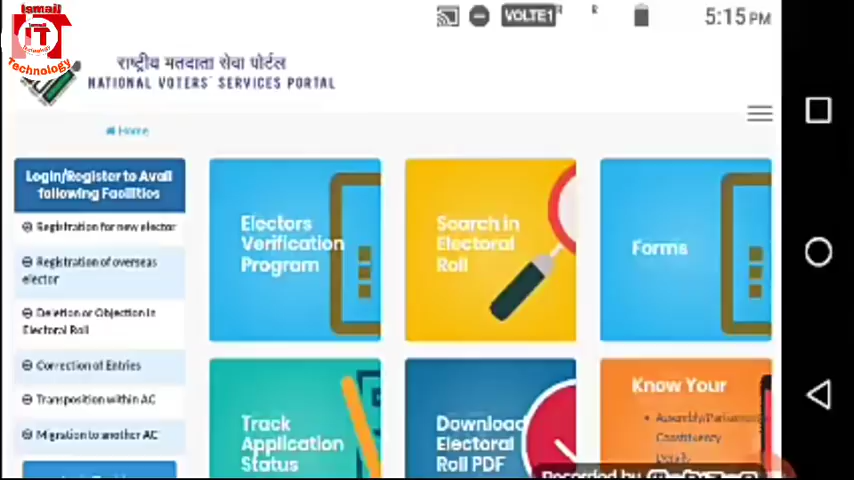 Ismail
Ismail
IT
Technology
Technology
VOLTE1
R
R
5:15 PM
राष्ट्रीय मतदाता सेवा पोर्टल
NATIONAL VOTERS' SERVICES PORTAL
Home
Login/Register to Avail
following Facilities
Registration for new elector
Registration of overseas
elector
Deletion or Objection in
Electoral Roll
Correction of Entries
Transposition within AC
Migration to another AC
Electors
Verification
Program
Search in
Electoral
Roll
Forms
Track
Application
Status
Download
Electoral
Roll PDF
Know Your
Assembly/Parliamentary
Constituency
Details
Recorded by